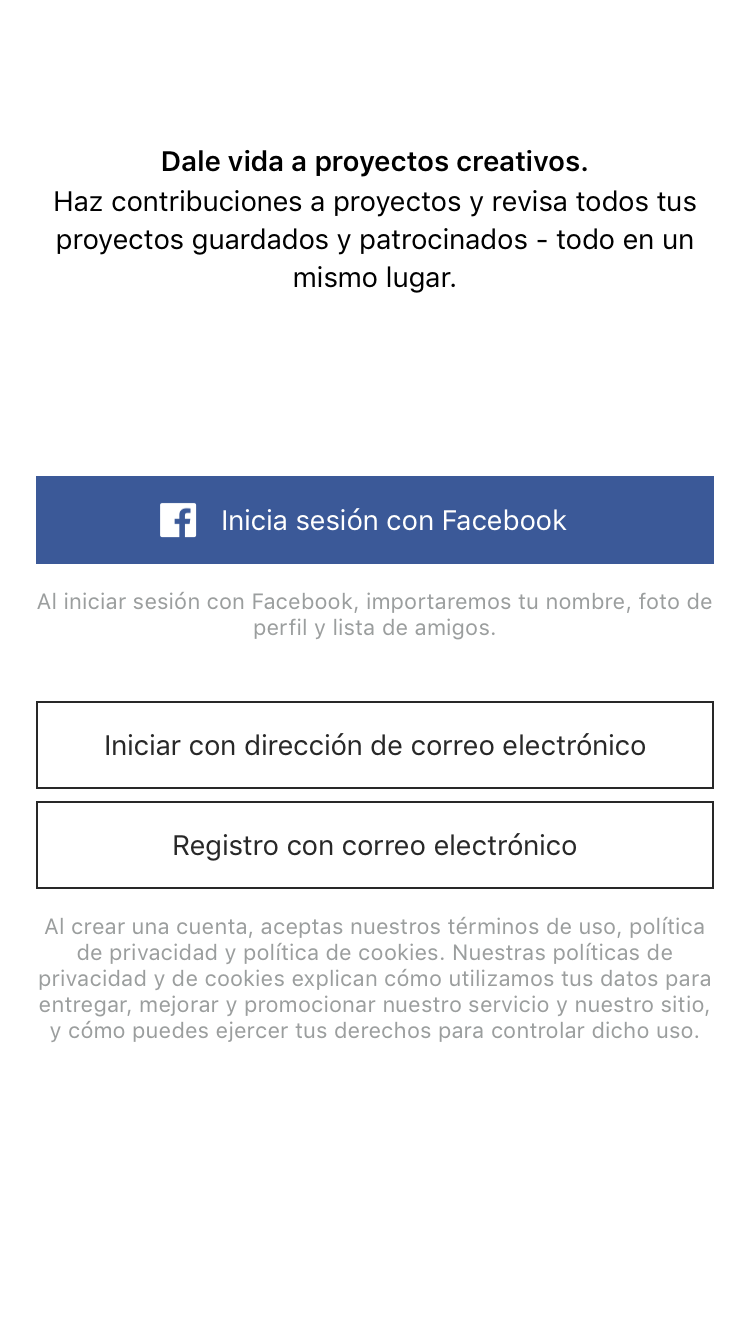 Dale vida a proyectos creativos.
Haz contribuciones a proyectos y revisa todos tus
proyectos guardados y patrocinados - todo en un
mismo lugar.
Inicia sesión con Facebook
Al iniciar sesión con Facebook, importaremos tu nombre, foto de
perfil y lista de amigos.
Iniciar con dirección de correo electrónico
Registro con correo electrónico
Al crear una cuenta, aceptas nuestros términos de uso, política
de privacidad y política de cookies. Nuestras políticas de
privacidad y de cookies explican cómo utilizamos tus datos para
entregar, mejorar y promocionar nuestro servicio y nuestro sitio,
y cómo puedes ejercer tus derechos para controlar dicho uso.